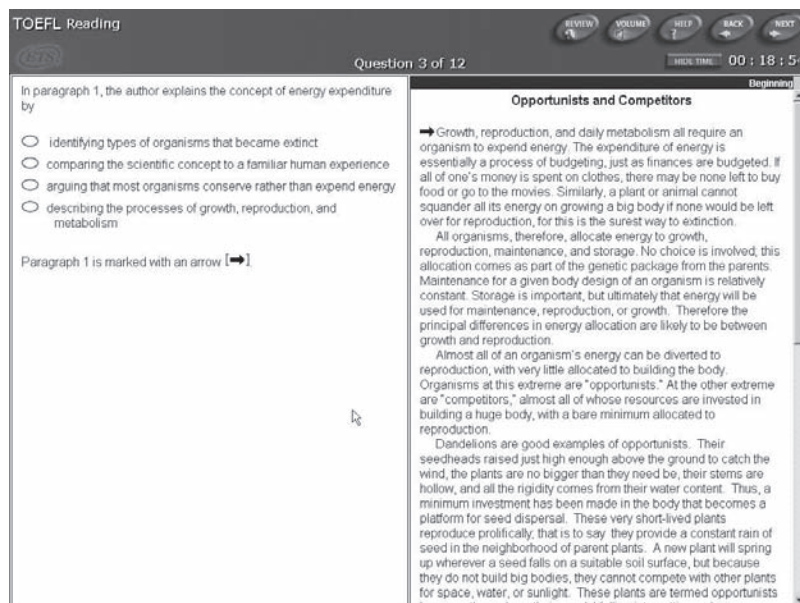 TOEFL Reading
REVIEW VOLUME HELP BACK NEXT
ETS
Question 3 of 12
HIDE TIME 00 : 18 : 5
Beginning
In paragraph 1, the author explains the concept of energy expenditure
by
identifying types of organisms that became extinct
comparing the scientific concept to a familiar human experience
arguing that most organisms conserve rather than expend energy
describing the processes of growth, reproduction, and
metabolism
Paragraph 1 is marked with an arrow [➡]
Opportunists and Competitors
➡Growth, reproduction, and daily metabolism all require an
organism to expend energy. The expenditure of energy is
essentially a process of budgeting, just as finances are budgeted. If
all of one's money is spent on clothes, there may be none left to buy
food or go to the movies. Similarly, a plant or animal cannot
squander all its energy on growing a big body if none would be left
over for reproduction, for this is the surest way to extinction.
All organisms, therefore, allocate energy to growth,
reproduction, maintenance, and storage. No choice is involved; this
allocation comes as part of the genetic package from the parents.
Maintenance for a given body design of an organism is relatively
constant. Storage is important, but ultimately that energy will be
used for maintenance, reproduction, or growth. Therefore the
principal differences in energy allocation are likely to be between
growth and reproduction.
Almost all of an organism's energy can be diverted to
reproduction, with very little allocated to building the body.
Organisms at this extreme are "opportunists." At the other extreme
are "competitors," almost all of whose resources are invested in
building a huge body, with a bare minimum allocated to
reproduction.
Dandelions are good examples of opportunists. Their
seedheads raised just high enough above the ground to catch the
wind, the plants are no bigger than they need be, their stems are
hollow, and all the rigidity comes from their water content. Thus, a
minimum investment has been made in the body that becomes a
platform for seed dispersal. These very short-lived plants
reproduce prolifically; that is to say they provide a constant rain of
seed in the neighborhood of parent plants. A new plant will spring
up wherever a seed falls on a suitable soil surface, but because
they do not build big bodies, they cannot compete with other plants
for space, water, or sunlight. These plants are termed opportunists